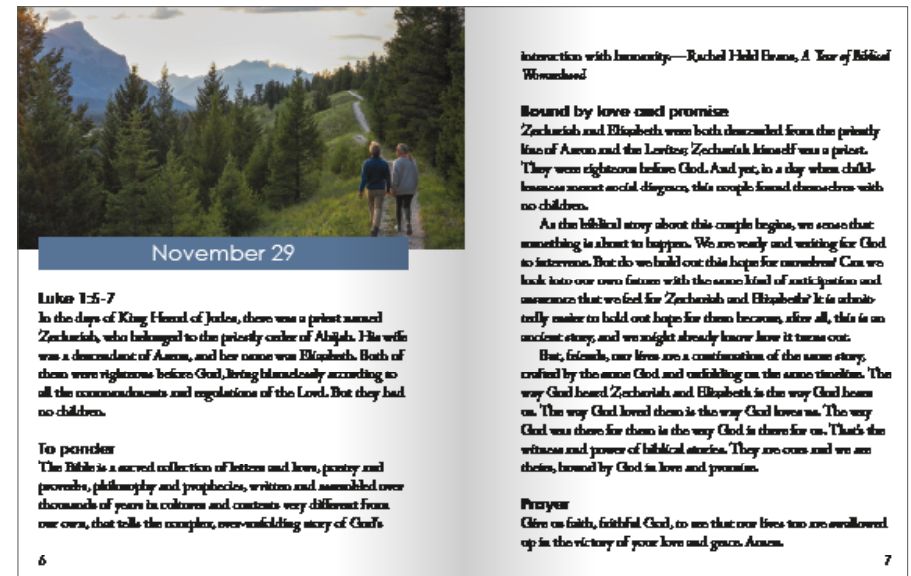 November 29
Luke 1:5-7
In the days of King Herod of Judea, there was a priest named
Zechariah, who belonged to the priestly order of Abijah. His wife
was a descendant of Aaron, and her name was Elizabeth. Both of
them were righteous before God, living blamelessly according to
all the commandments and regulations of the Lord. But they had
no children.
To ponder
The Bible is a sacred collection of letters and laws, poetry and
proverbs, philosophy and prophecies, written and assembled over
thousands of years in cultures and contexts very different from
our own, that tells the complex, ever-unfolding story of God's
6
interaction with humanity.—Rachel Held Evans, A Year of Biblical
Womanhood
Bound by love and promise
Zechariah and Elizabeth were both descended from the priestly
line of Aaron and the Levites; Zechariah himself was a priest.
They were righteous before God. And yet, in a day when child-
lessness meant social disgrace, this couple found themselves with
no children.
As the biblical story about this couple begins, we sense that
something is about to happen. We are ready and waiting for God
to intervene. But do we hold out this hope for ourselves? Can we
look into our own future with the same kind of anticipation and
assurance that we feel for Zechariah and Elizabeth? It is admit-
tedly easier to hold out hope for them because, after all, this is an
ancient story, and we might already know how it turns out.
But, friends, our lives are a continuation of the same story,
crafted by the same God and unfolding on the same timeline. The
way God heard Zechariah and Elizabeth is the way God hears
us. The way God loved them is the way God loves us. The way
God was there for them is the way God is there for us. That's the
witness and power of biblical stories. They are ours and we are
theirs, bound by God in love and promise.
Prayer
Give us faith, faithful God, to see that our lives too are swallowed
up in the victory of your love and grace. Amen.
7